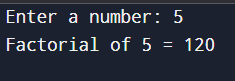 Enter a number: 5
Factorial of 5 = 120